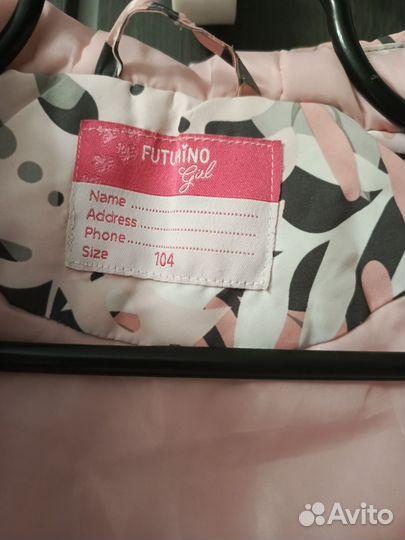 FUTURINO
Girl
Name ..........................
Address ......................
Phone ..........................
Size 104
Avito